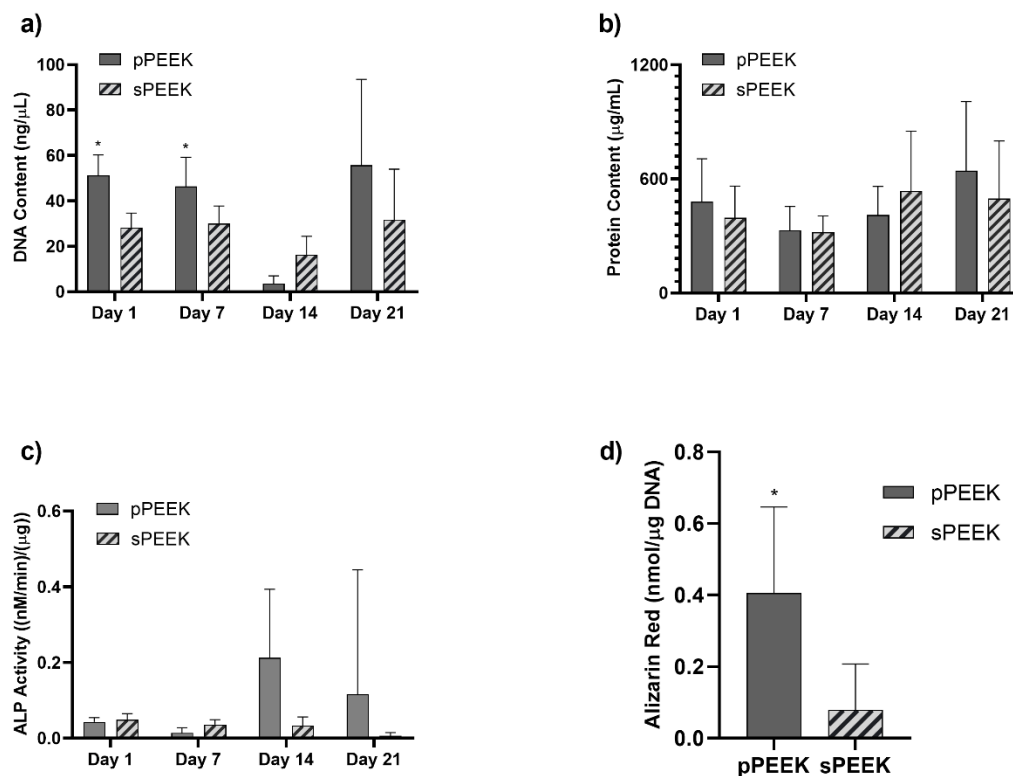 a)
pPEEK
sPEEK
DNA Content (ng/μL)
100
80
60
40
20
0
*
*
Day 1 Day 7 Day 14 Day 21
b)
pPEEK
sPEEK
Protein Content (μg/mL)
1200
600
0
Day 1 Day 7 Day 14 Day 21
c)
pPEEK
sPEEK
ALP Activity ((nM/min)/(μg))
0.6
0.4
0.2
0.0
Day 1 Day 7 Day 14 Day 21
d)
pPEEK
sPEEK
Alizarin Red (nmol/μg DNA)
0.8
0.6
0.4
0.2
0.0
*
pPEEK sPEEK